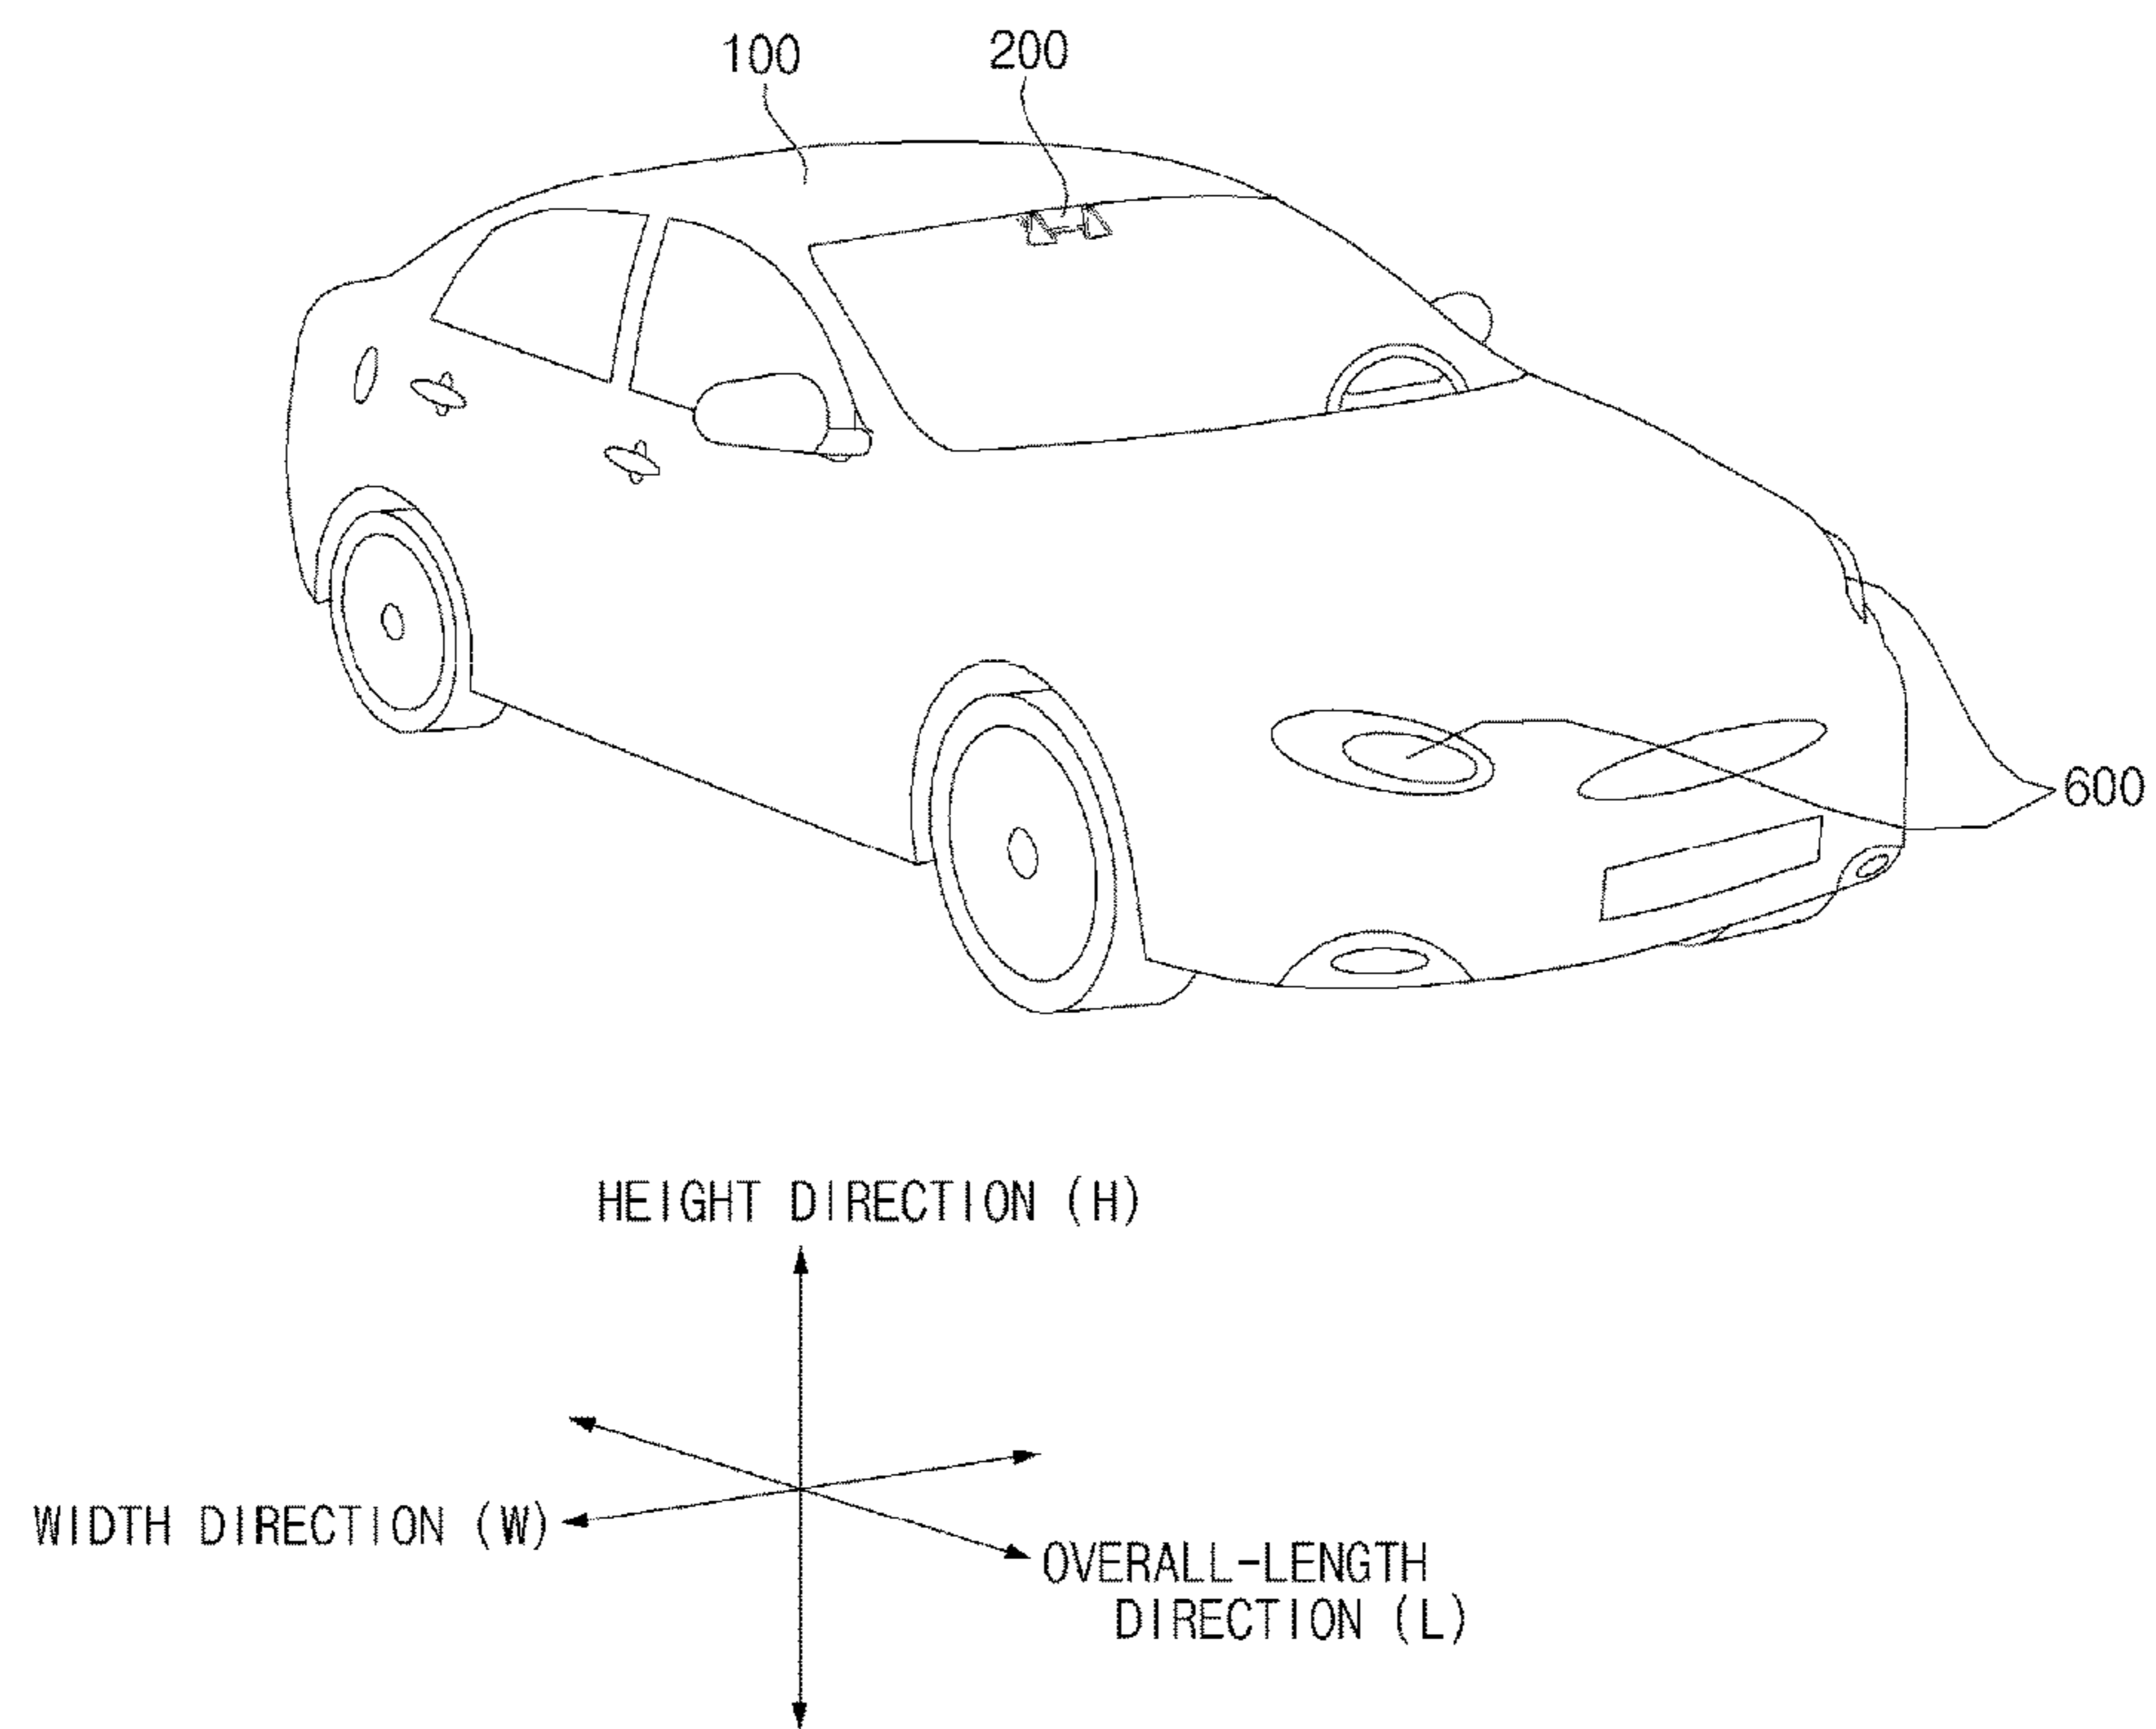 100
200
600
HEIGHT DIRECTION (H)
WIDTH DIRECTION (W)
OVERALL-LENGTH
DIRECTION (L)